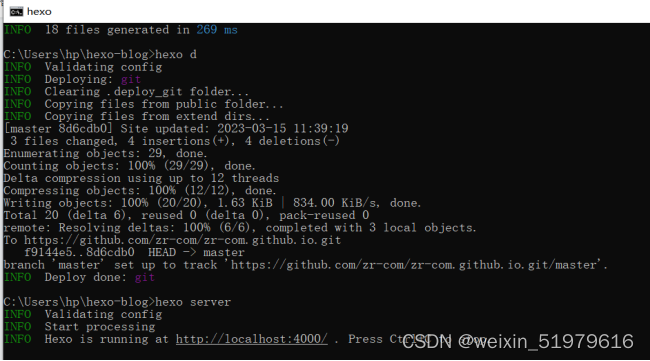 hexo
INFO  18 files generated in 269 ms
C:\Users\hp\hexo-blog>hexo d
INFO  Validating config
INFO  Deploying: git
INFO  Clearing .deploy_git folder...
INFO  Copying files from public folder...
INFO  Copying files from extend dirs...
[master 8d6cdb0] Site updated: 2023-03-15 11:39:19
3 files changed, 4 insertions(+), 4 deletions(-)
Enumerating objects: 29, done.
Counting objects: 100% (29/29), done.
Delta compression using up to 12 threads
Compressing objects: 100% (12/12), done.
Writing objects: 100% (20/20), 1.63 KiB | 834.00 KiB/s, done.
Total 20 (delta 6), reused 0 (delta 0), pack-reused 0
remote: Resolving deltas: 100% (6/6), completed with 3 local objects.
To https://github.com/zr-com/zr-com.github.io.git
f9144e5..8d6cdb0  HEAD -> master
branch 'master' set up to track 'https://github.com/zr-com/zr-com.github.io.git/master'.
INFO  Deploy done: git
C:\Users\hp\hexo-blog>hexo server
INFO  Validating config
INFO  Start processing
INFO  Hexo is running at http://localhost:4000/ . Press
CSDN @weixin_51979616